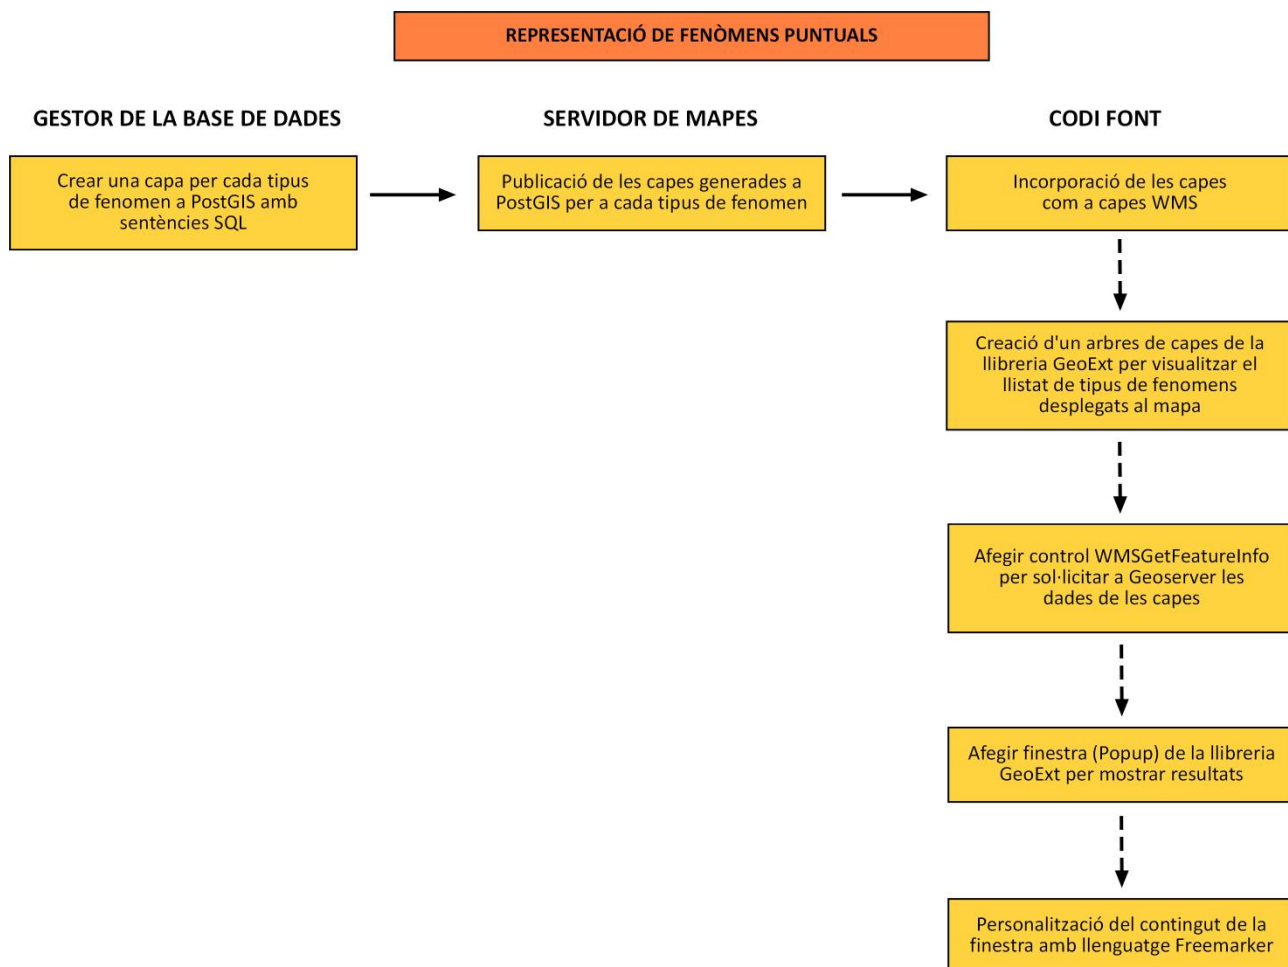 REPRESENTACIÓ DE FENÒMENS PUNTUALS
GESTOR DE LA BASE DE DADES
SERVIDOR DE MAPES
CODI FONT
Crear una capa per cada tipus
de fenomen a PostGIS amb
sentències SQL
Publicació de les capes generades a
PostGIS per a cada tipus de fenomen
Incorporació de les capes
com a capes WMS
Creació d'un arbres de capes de la
llibreria GeoExt per visualitzar el
llistat de tipus de fenomens
desplegats al mapa
Afegir control WMSGetFeatureInfo
per sol·licitar a Geoserver les
dades de les capes
Afegir finestra (Popup) de la llibreria
GeoExt per mostrar resultats
Personalització del contingut de la
finestra amb llenguatge Freemarker